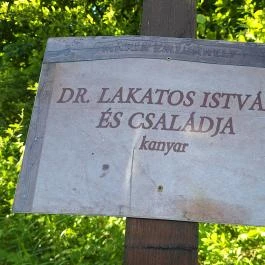 DR. LAKATOS ISTVÁ
ÉS CSALÁDJA
kanyar